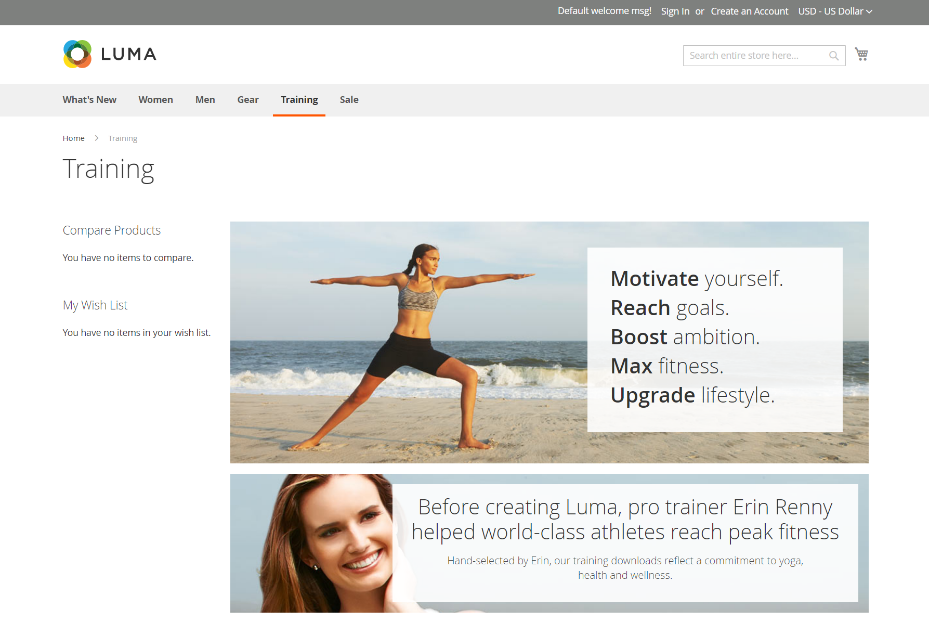 Default welcome msg! Sign In or Create an Account USD - US Dollar
LUMA
Search entire store here...
What's New Women Men Gear Training Sale
Home Training
Training
Compare Products
You have no items to compare.
My Wish List
You have no items in your wish list.
Motivate yourself.
Reach goals.
Boost ambition.
Max fitness.
Upgrade lifestyle.
Before creating Luma, pro trainer Erin Renny
helped world-class athletes reach peak fitness
Hand-selected by Erin, our training downloads reflect a commitment to yoga,
health and wellness.